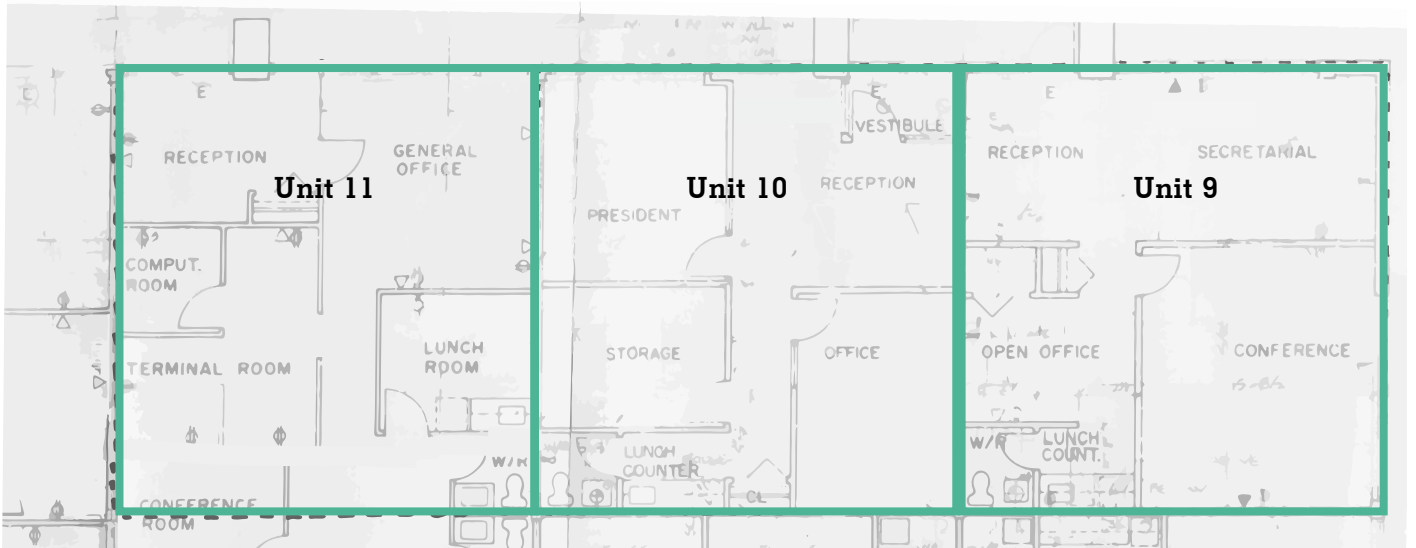 E
E
E
E
VESTIBULE
RECEPTION
GENERAL
OFFICE
RECEPTION
SECRETARIAL
Unit 11
Unit 10
Unit 9
RECEPTION
PRESIDENT
COMPUT.
ROOM
TERMINAL ROOM
LUNCH
ROOM
STORAGE
OFFICE
OPEN OFFICE
CONFERENCE
W/R
LUNCH
COUNTER
CL
W/R
LUNCH
COUNT.
CONFERENCE
ROOM